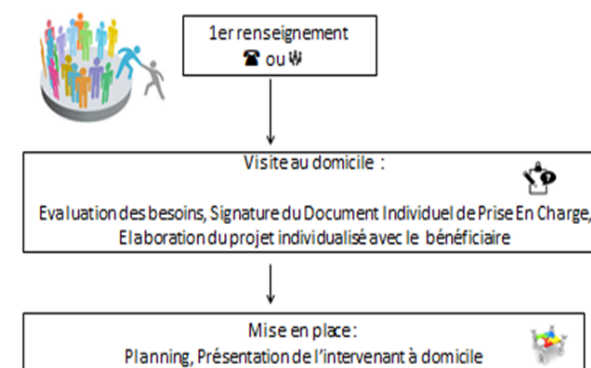 1er renseignement
☎ ou
Visite au domicile :
Evaluation des besoins, Signature du Document Individuel de Prise En Charge,
Elaboration du projet individualisé avec le bénéficiaire
Mise en place:
Planning, Présentation de l'intervenant à domicile